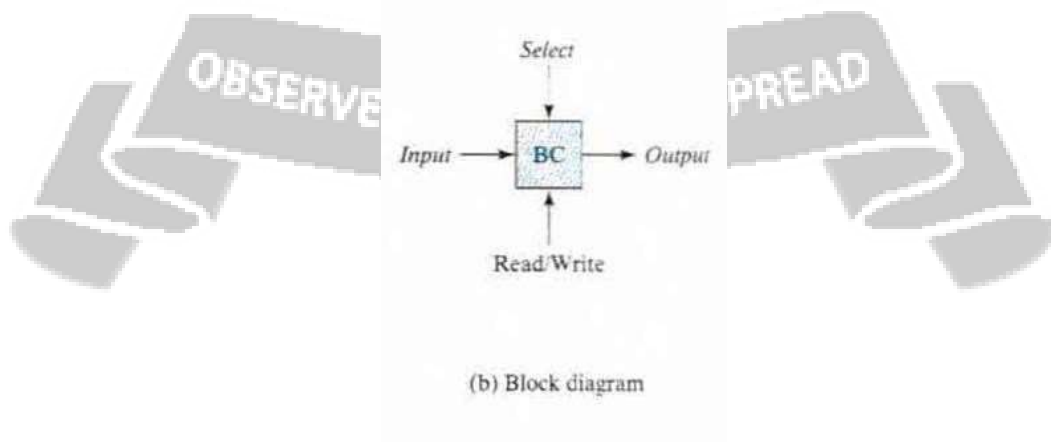 Select
OBSERVE
PREAD
Input
BC
Output
Read/Write
(b) Block diagram